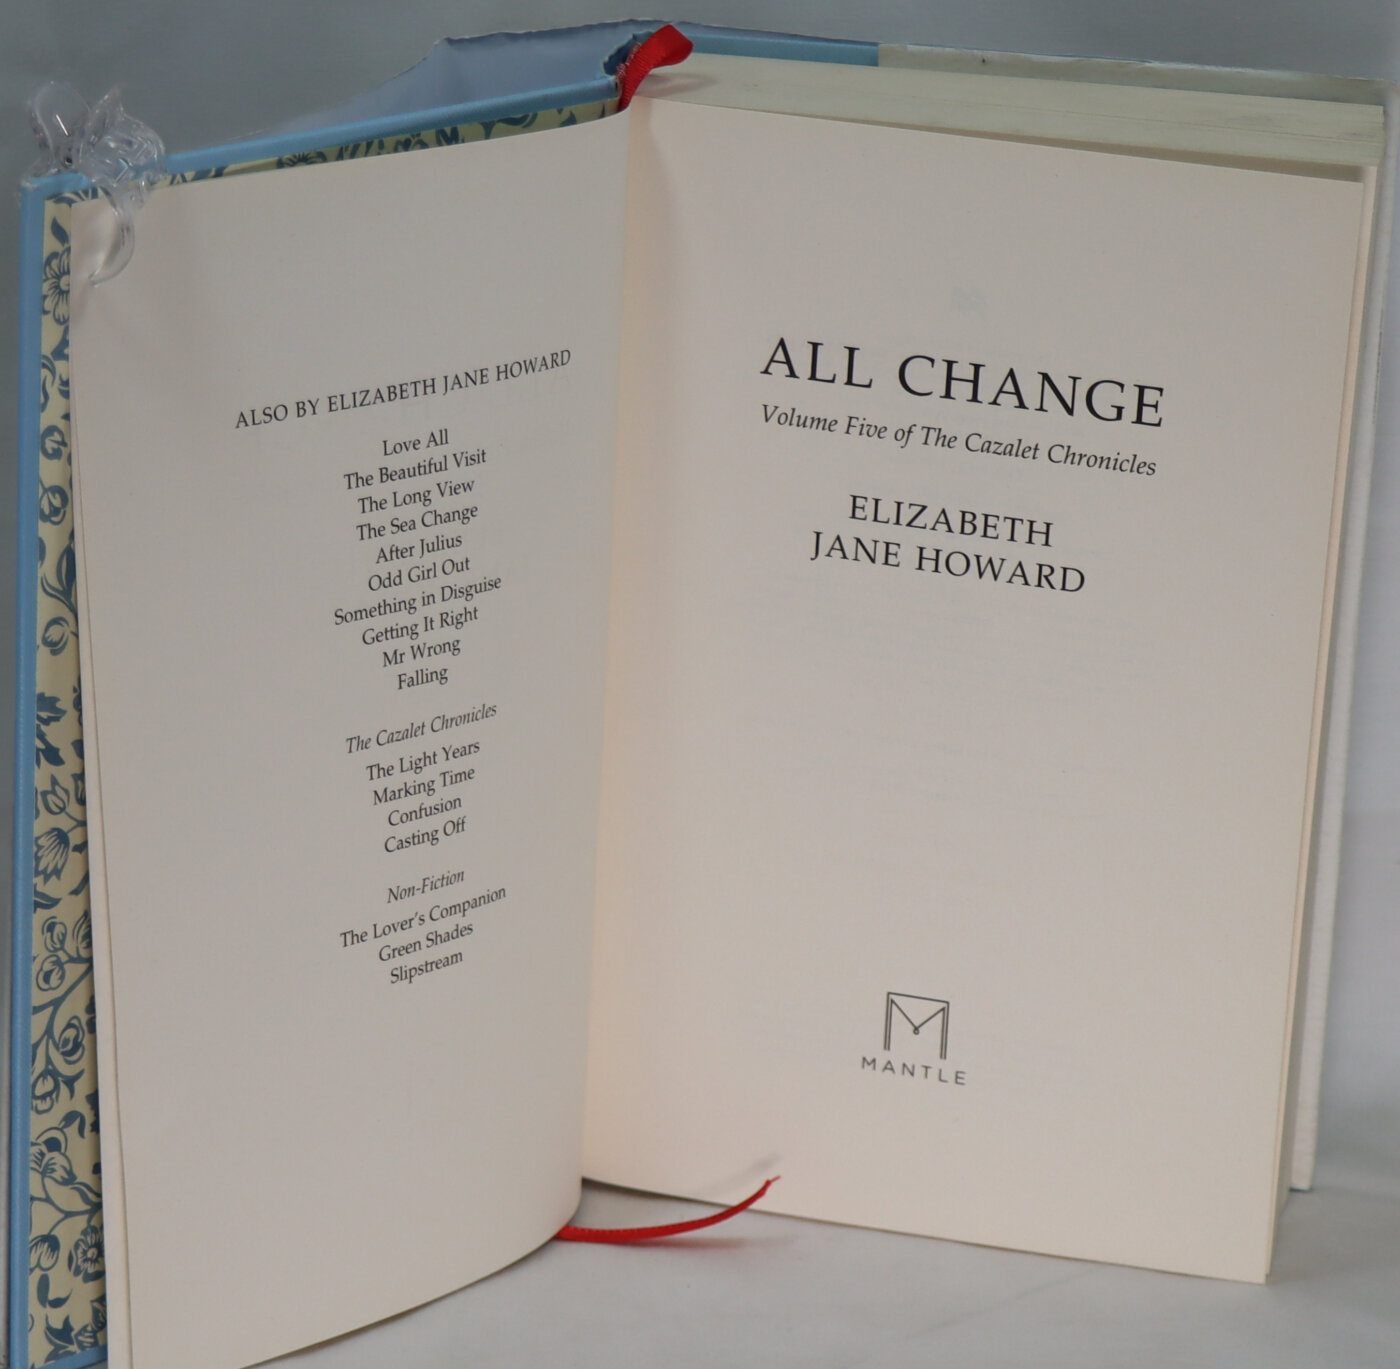 ALSO BY ELIZABETH JANE HOWARD
Love All
The Beautiful Visit
The Long View
The Sea Change
After Julius
Odd Girl Out
Something in Disguise
Getting It Right
Mr Wrong
Falling
The Cazalet Chronicles
The Light Years
Marking Time
Confusion
Casting Off
Non-Fiction
The Lover's Companion
Green Shades
Slipstream
ALL CHANGE
Volume Five of The Cazalet Chronicles
ELIZABETH
JANE HOWARD
MANTLE